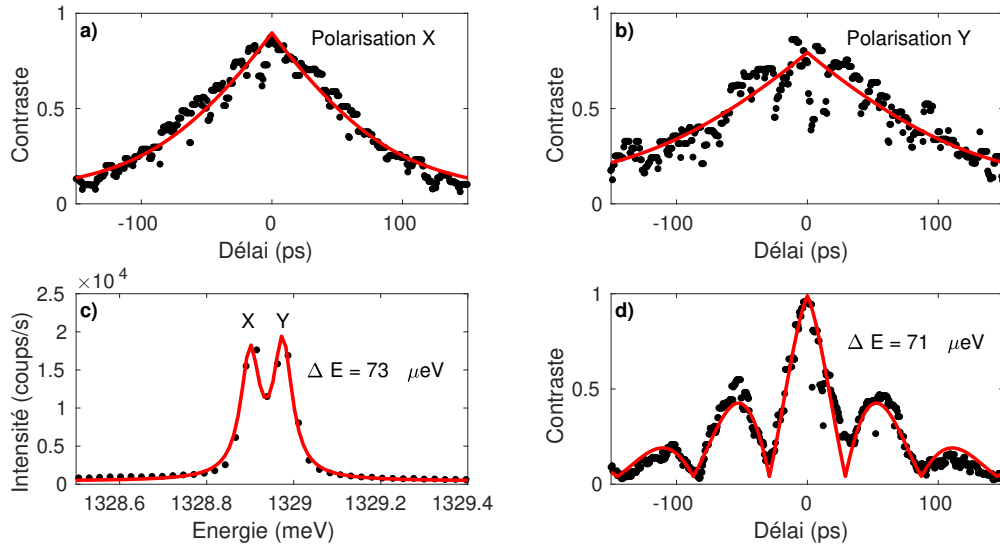 a)
Polarisation X
Contraste
1
0.5
0
-100
0
100
Délai (ps)
b)
Polarisation Y
Contraste
1
0.5
0
-100
0
100
Délai (ps)
×10⁴
c)
X Y
Δ E = 73 μeV
Intensité (coups/s)
2.5
2
1.5
1
0.5
0
1328.6
1328.8
1329
1329.2
1329.4
Energie (meV)
d)
Δ E = 71 μeV
Contraste
1
0.5
0
-100
0
100
Délai (ps)